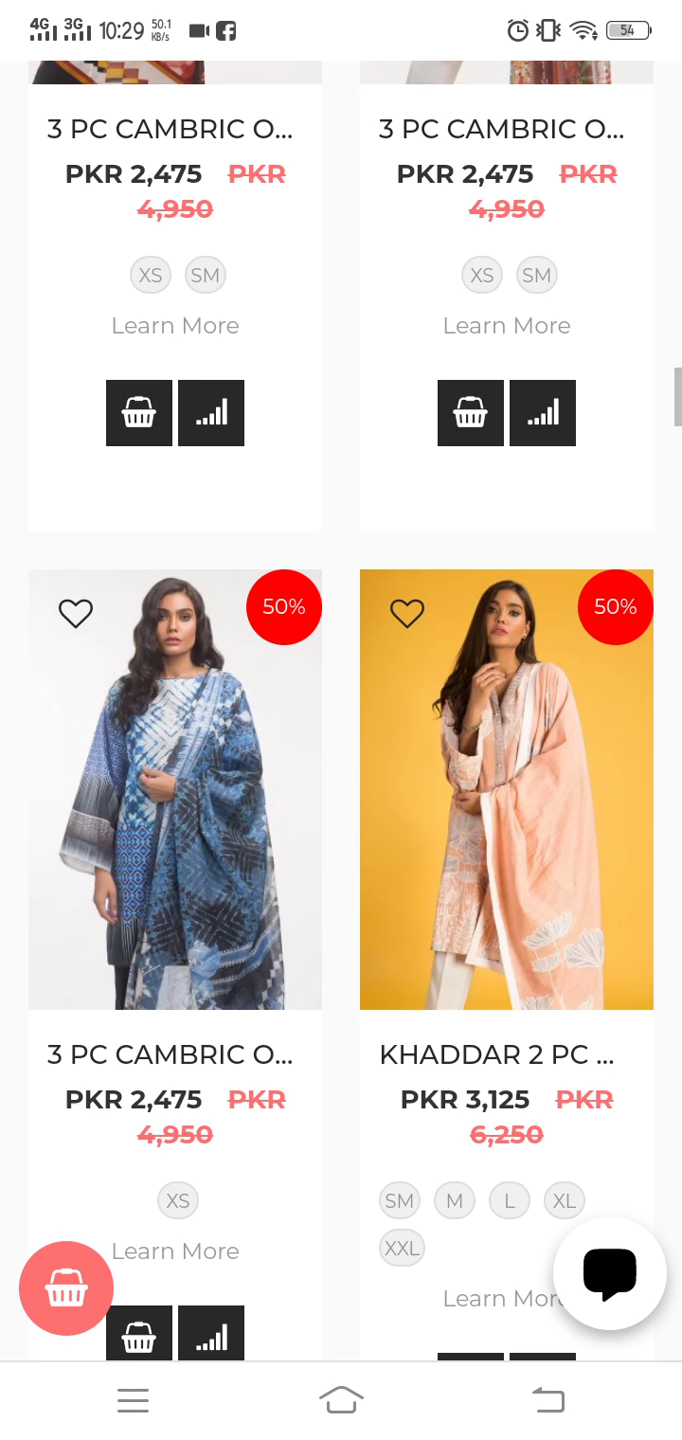 4G 3G 10:29 50.1 KB/s 54
3 PC CAMBRIC O...
PKR 2,475 PKR
4,950
XS SM
Learn More
3 PC CAMBRIC O...
PKR 2,475 PKR
4,950
XS SM
Learn More
50%
3 PC CAMBRIC O...
PKR 2,475 PKR
4,950
XS
Learn More
50%
KHADDAR 2 PC ...
PKR 3,125 PKR
6,250
SM M L XL
XXL
Learn More